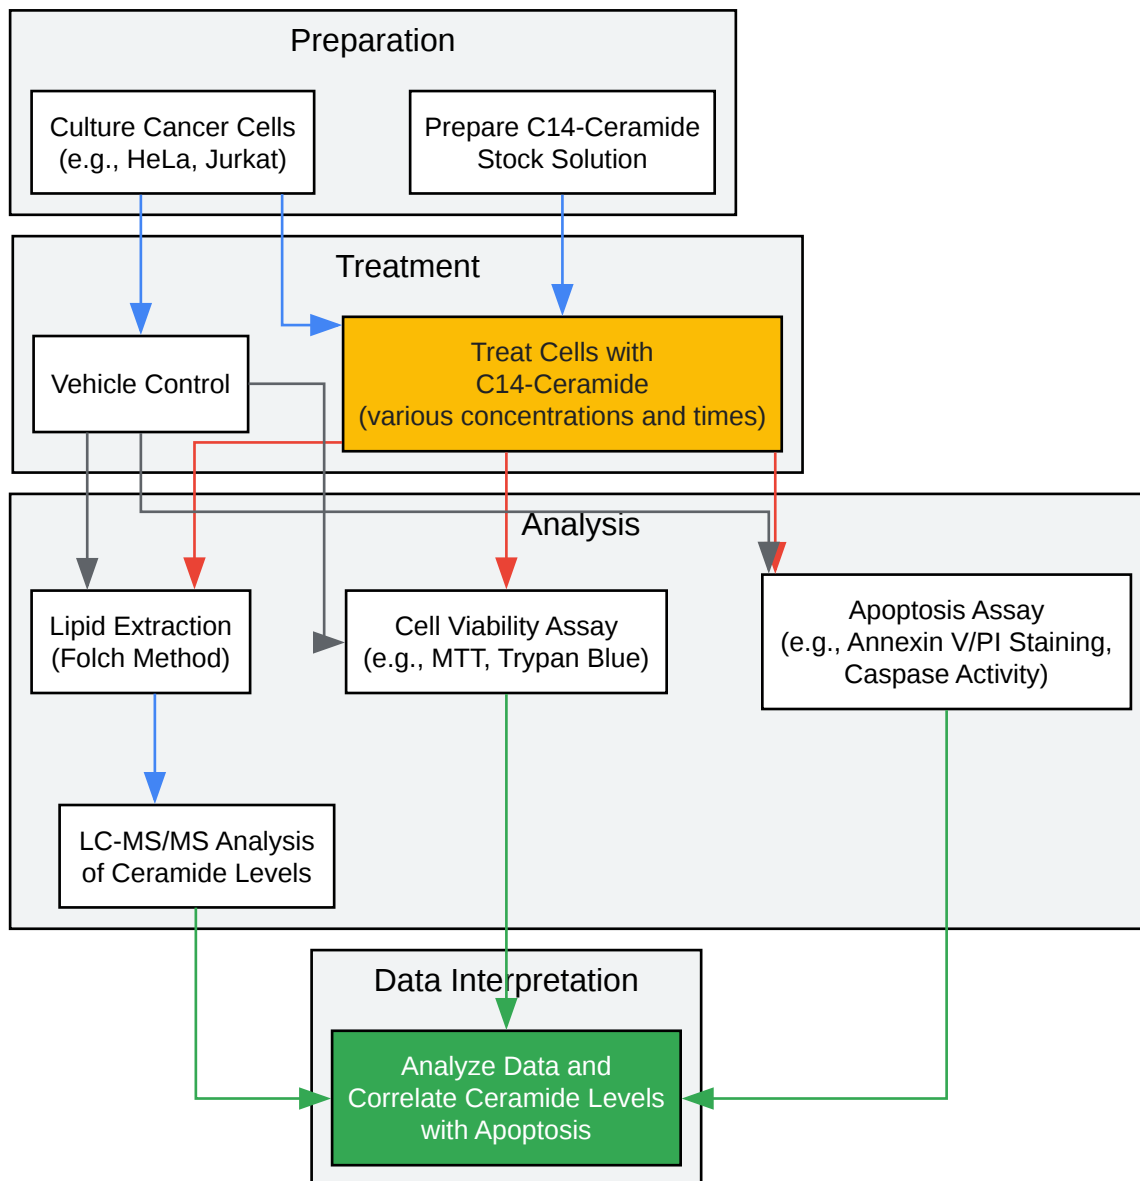 Preparation
Culture Cancer Cells
(e.g., HeLa, Jurkat)
Prepare C14-Ceramide
Stock Solution
Treatment
Vehicle Control
Treat Cells with
C14-Ceramide
(various concentrations and times)
Analysis
Lipid Extraction
(Folch Method)
Cell Viability Assay
(e.g., MTT, Trypan Blue)
Apoptosis Assay
(e.g., Annexin V/PI Staining,
Caspase Activity)
LC-MS/MS Analysis
of Ceramide Levels
Data Interpretation
Analyze Data and
Correlate Ceramide Levels
with Apoptosis